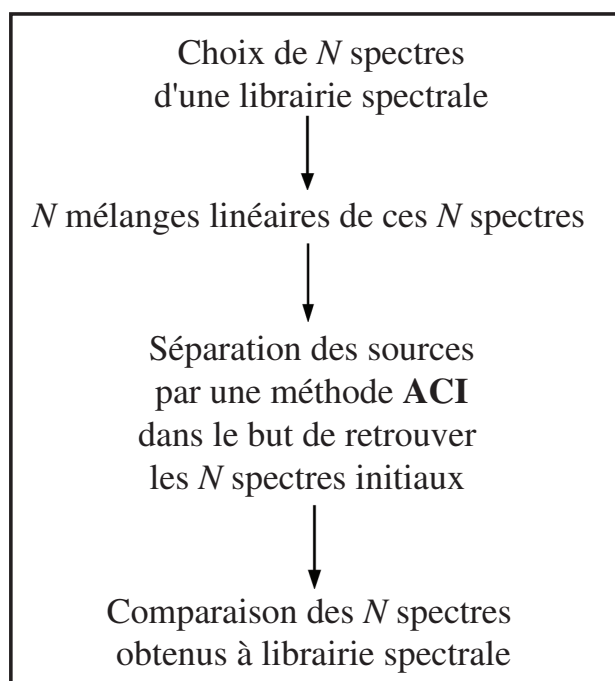 Choix de N spectres
d'une librairie spectrale
N mélanges linéaires de ces N spectres
Séparation des sources
par une méthode ACI
dans le but de retrouver
les N spectres initiaux
Comparaison des N spectres
obtenus à librairie spectrale